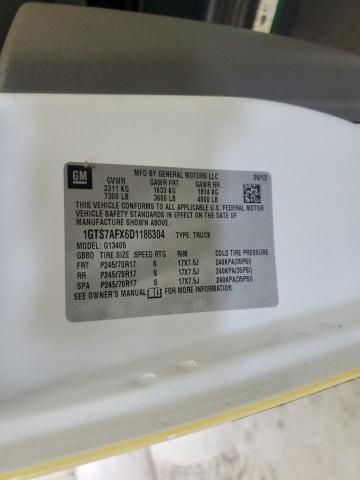 GM
MFD BY GENERAL MOTORS LLC
09/13
GVWR GAWR FRT GAWR RR
3311 KG 1633 KG 1814 KG
7300 LB 3600 LB 4000 LB
THIS VEHICLE CONFORMS TO ALL APPLICABLE U.S. FEDERAL MOTOR
VEHICLE SAFETY STANDARDS IN EFFECT ON THE DATE OF
MANUFACTURE SHOWN ABOVE.
1GTS7AFX6D1186304 TYPE: TRUCK
MODEL: G13405
GBBD TIRE SIZE SPEED RTG RIM COLD TIRE PRESSURE
FRT P245/70R17 S 17X7.5J 240KPA(35PSI)
RR P245/70R17 S 17X7.5J 240KPA(35PSI)
SPA P245/70R17 S 17X7.5J 240KPA(35PSI)
SEE OWNER'S MANUAL FOR MORE INFORMATION.